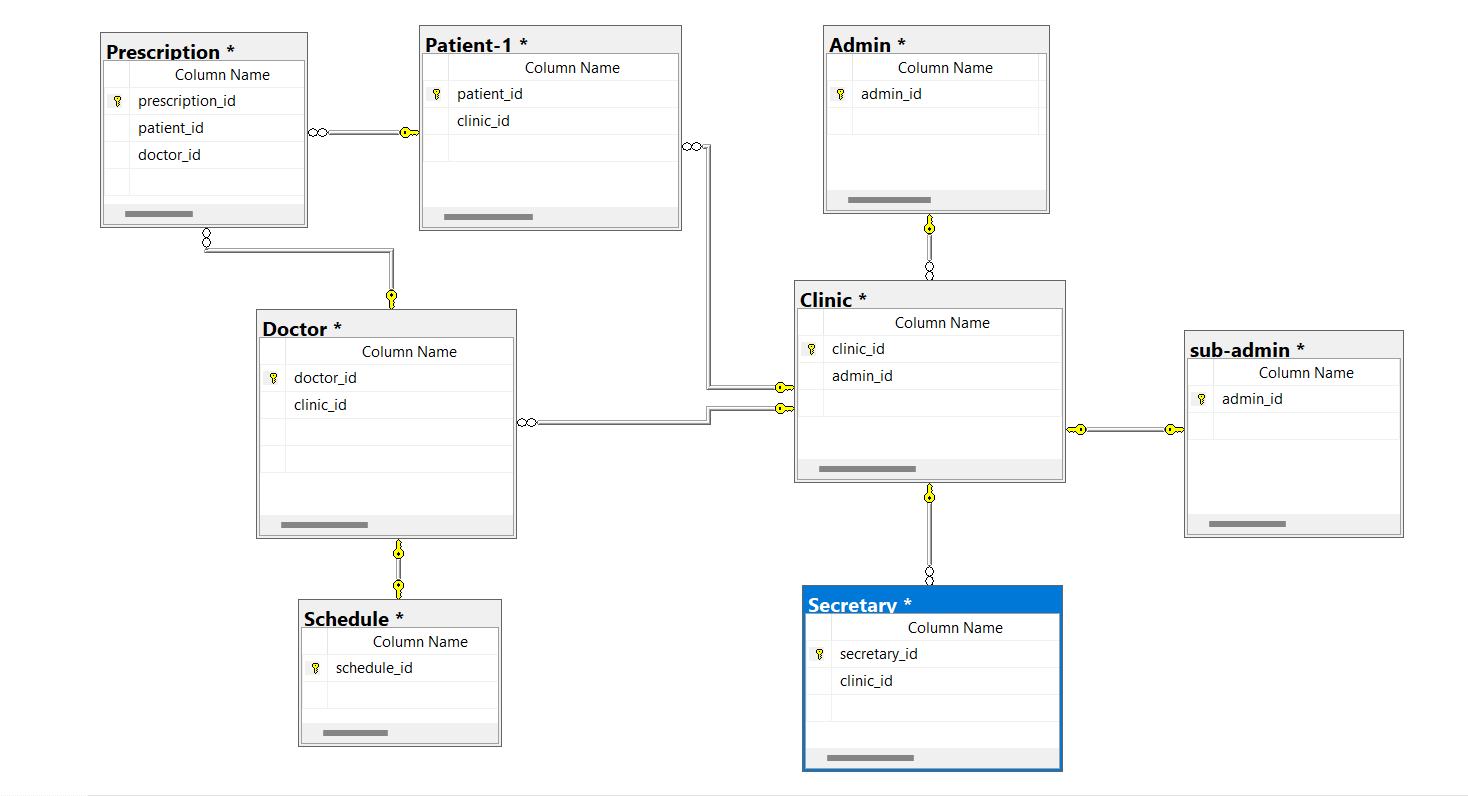 Prescription *
Column Name
prescription_id
patient_id
doctor_id
Patient-1 *
Column Name
patient_id
clinic_id
Admin *
Column Name
admin_id
Doctor *
Column Name
doctor_id
clinic_id
Clinic *
Column Name
clinic_id
admin_id
sub-admin *
Column Name
admin_id
Schedule *
Column Name
schedule_id
Secretary *
Column Name
secretary_id
clinic_id